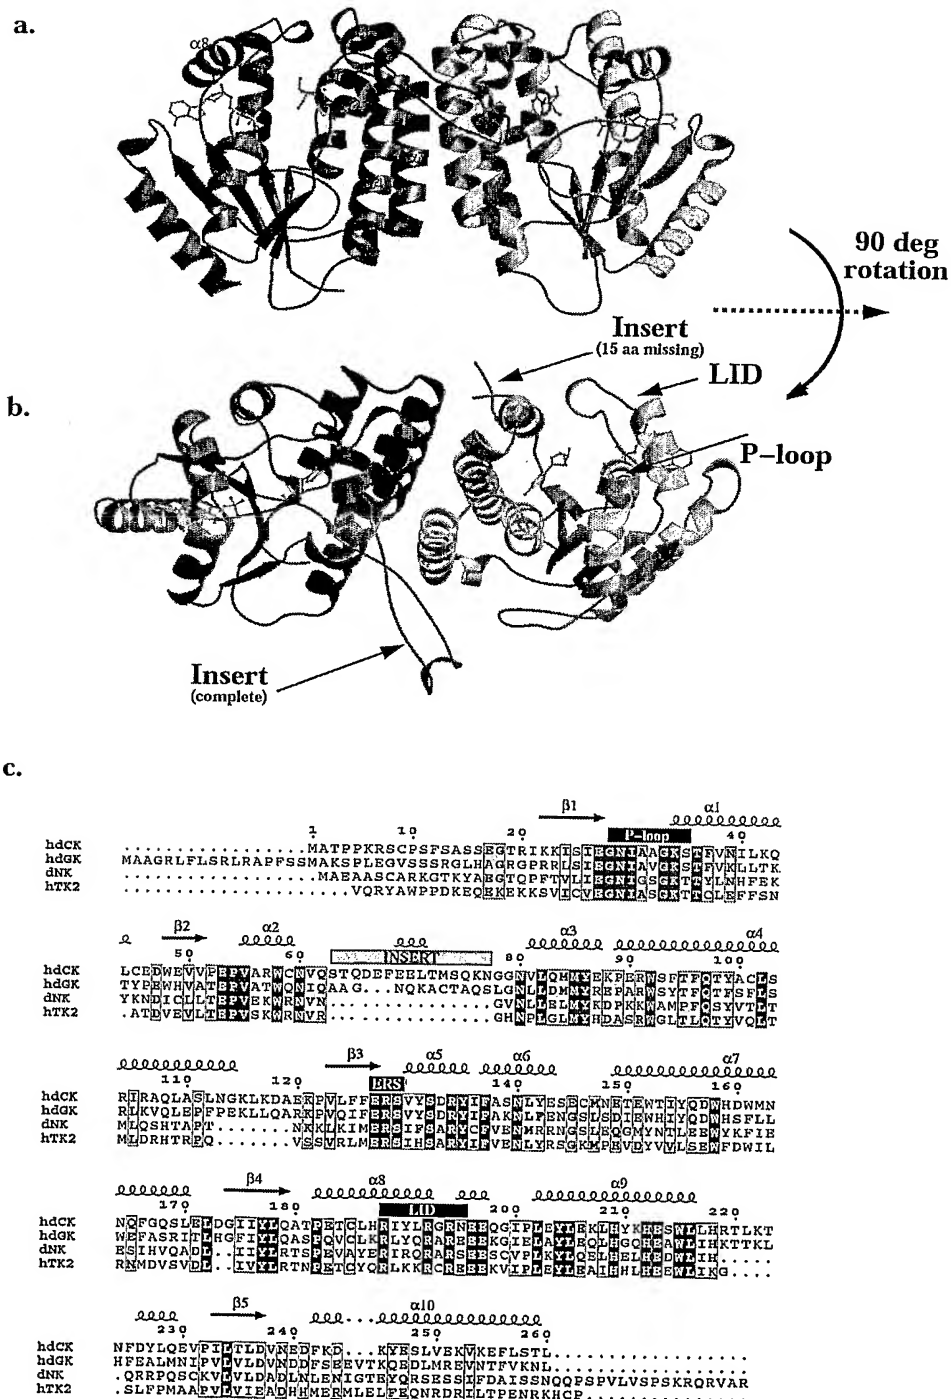 a.
α8
90 deg
rotation
Insert
(15 aa missing)
LID
b.
P–loop
Insert
(complete)
c.
β1 α1
1 10 20 P-loop 40
hdCK ..................MATPPKRSCPSFSASSEGTRIKKISIEGNIAAGKSTFVNILKQ
hdGK MAAGRLFLSRLRAPFSSMAKSPLEGVSSSRGLHAGRGPRRLSIEGNIAVGKSTFVKLLTK
dNK ..................MAEAASCARKGTKYAEGTQPFTVLIEGNIGSGKTTYLNHFEK
hTK2 .....................VQRYAWPPDKEQEKEKKSVICVEGNIASGKTTCLEFFSN
β2 α2 α3 α4
50 60 INSERT 80 90 100
hdCK LCEDWEVVPEPVARWCNVQSTQDEFEELTMSQKNGGNVLQMMYEKPERWSFTFQTYACLS
hdGK TYPEWHVATEPVATWQNIQAAG...NQKACTAQSLGNLLDMMYREPARWSYTFQTFSFLS
dNK YKNDICLLTEPVEKWRNVN...............GVNLLELMYKDPKKWAMPFQSYVTLT
hTK2 .ATDVEVLTEPVSKWRNVR...............GHNPLGLMYHDASRWGLTLQTYVQLT
β3 α5 α6 α7
110 120 ERS 140 150 160
hdCK RIRAQLASLNGKLKDAEKPVLFFERSVYSDRYIFASNLYESECMNETEWTIYQDWHDWMN
hdGK RLKVQLEPFPEKLLQARKPVQIFERSVYSDRYIFAKNLFENGSLSDIEWHIYQDWHSFLL
dNK MLQSHTAPT.......NKKLKIMERSIFSARYCFVENMRRNGSLEQGMYNTLEEWYKFIE
hTK2 MLDRHTRPQ.......VSSVRLMERSIHSARYIFVENLYRSGKMPEVDYVVLSEWFDWIL
β4 α8 α9
170 180 LID 200 210 220
hdCK NQFGQSLELDGIIYLQATPETCLHRIYLRGRNEEQGIPLEYLEKLHYKHESWLLHRTLKT
hdGK WEFASRITLHGFIYLQASPQVCLKRLYQRAREEEKGIELAYLEQLHGQHEAWLIHKTTKL
dNK ESIHVQADL..IIYLRTSPEVAYERIRQRARSEESCVPLKYLQELHELHEDWLIH
hTK2 RNMDVSVDL..IVYLRTNPETCYQRLKKRCREEEKVIPLEYLEAIHHLHEEWLIKG.....
β5 α10
230 240 250 260
hdCK NFDYLQEVPILTLDVNEDFKD...KYESLVEKVKEFLSTL
hdGK HFEALMNIPVLVLDVNDDFSEEVTKQEDLMREVNTFVKNL
dNK .QRRPQSCKVLVLDADLNLENIGTEYQRSESSIFDAISSNQQPSPVLVSPSKRQRVAR
hTK2 .SLFPMAAPVLVIEADHHMERMLELFEQNRDRILTPENRKHCP